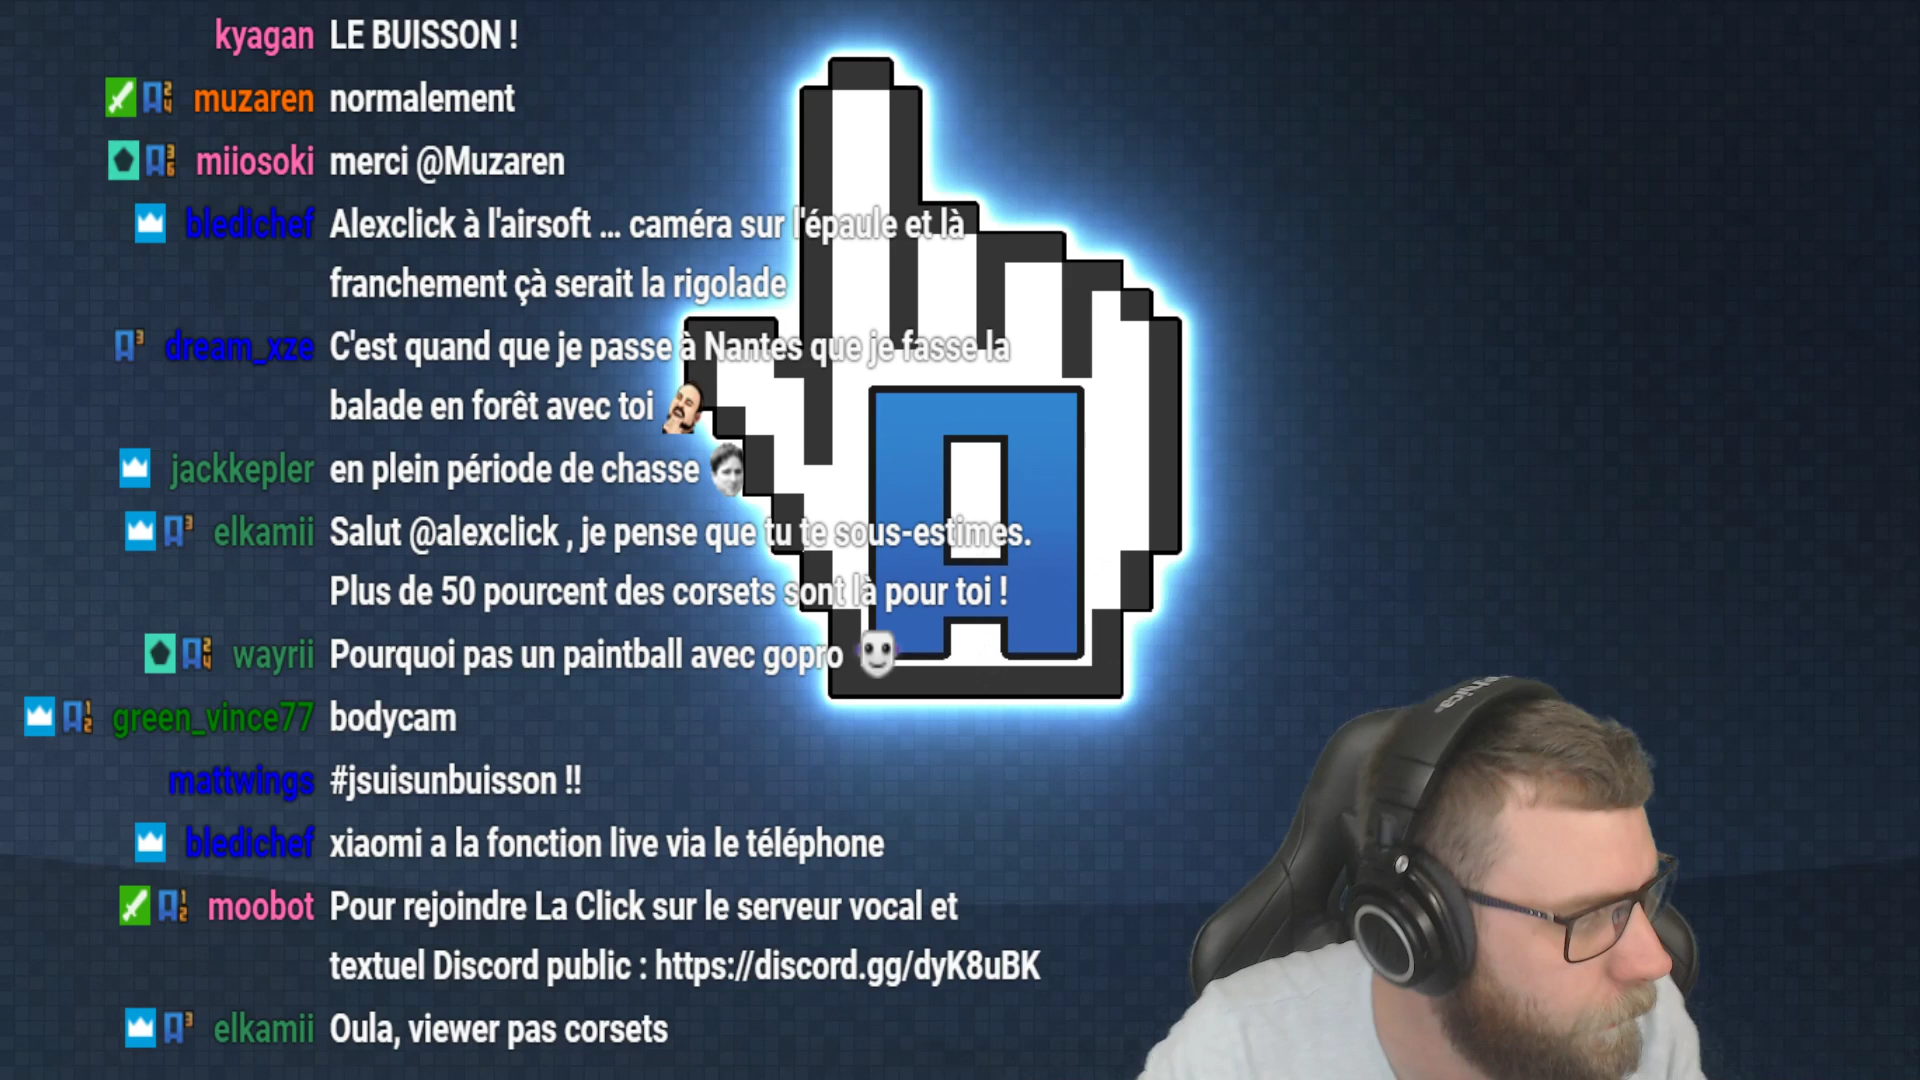 kyagan LE BUISSON !
muzaren normalement
miiosoki merci @Muzaren
bledichef Alexclick à l'airsoft ... caméra sur l'épaule et là
franchement çà serait la rigolade
dream_xze C'est quand que je passe à Nantes que je fasse la
balade en forêt avec toi
jackkepler en plein période de chasse
elkamii Salut @alexclick , je pense que tu te sous-estimes.
Plus de 50 pourcent des corsets sont là pour toi !
wayrii Pourquoi pas un paintball avec gopro
green_vince77 bodycam
mattwings #jsuisunbuisson !!
bledichef xiaomi a la fonction live via le téléphone
moobot Pour rejoindre La Click sur le serveur vocal et
textuel Discord public : https://discord.gg/dyK8uBK
elkamii Oula, viewer pas corsets